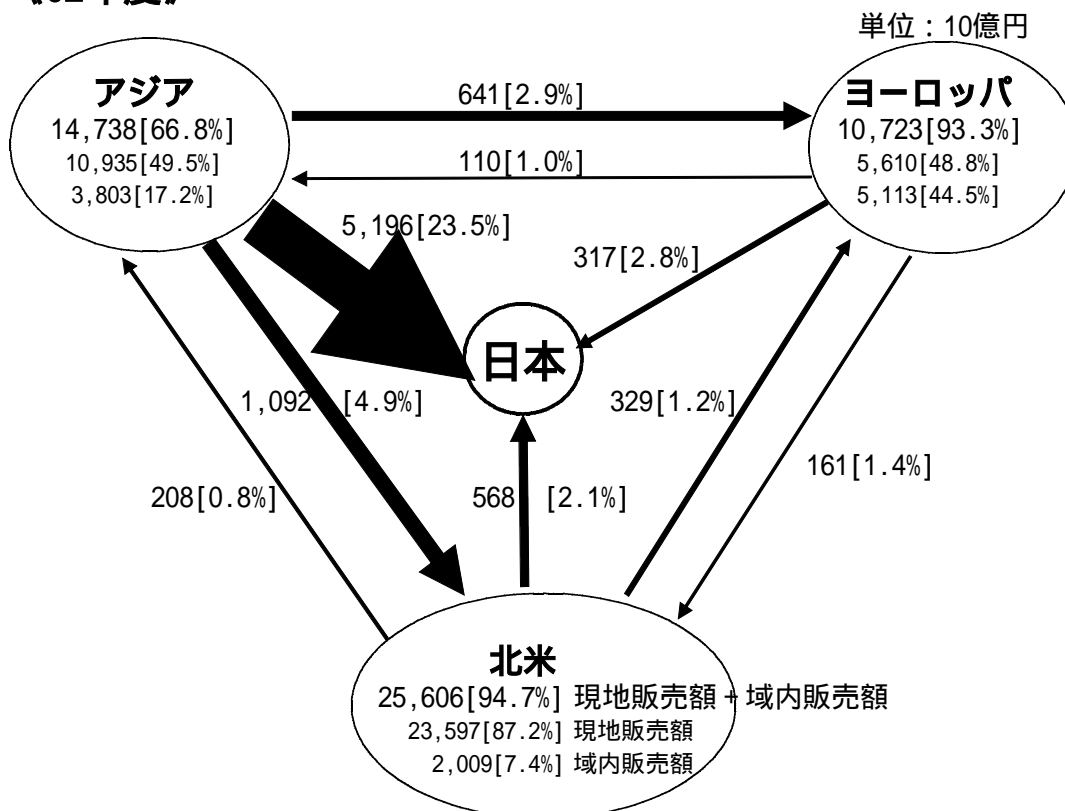 単位：10億円
アジア
14,738[66.8%]
10,935[49.5%]
3,803[17.2%]
641[2.9%]
ヨーロッパ
10,723[93.3%]
5,610[48.8%]
5,113[44.5%]
110[1.0%]
5,196[23.5%]
317[2.8%]
日本
1,092 [4.9%]
329[1.2%]
161[1.4%]
208[0.8%]
568 [2.1%]
北米
25,606[94.7%] 現地販売額+域内販売額
23,597[87.2%] 現地販売額
2,009[7.4%] 域内販売額